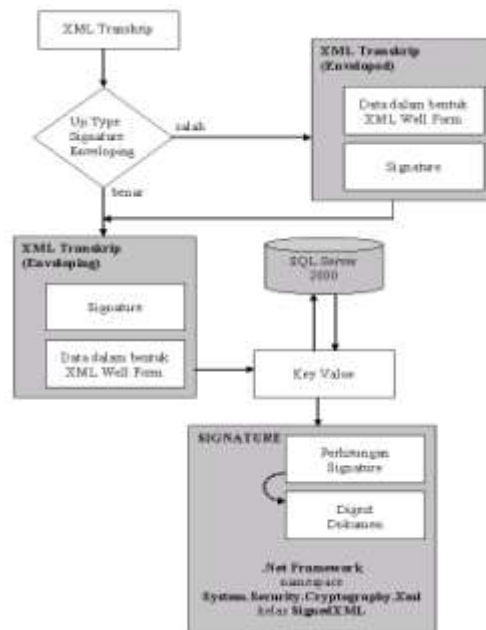 XML Transkrip
XML Transkrip
(Enveloped)
Data dalam bentuk
XML Well Form
Signature
Uji Type
Signature
Enveloping
salah
benar
XML Transkrip
(Enveloping)
Signature
Data dalam bentuk
XML Well Form
SQL Server
2000
Key Value
SIGNATURE
Perhitungan
Signature
Digest
Dokumen
.Net Framework
namespace
System.Security.Cryptography.Xml
kelas SignedXML